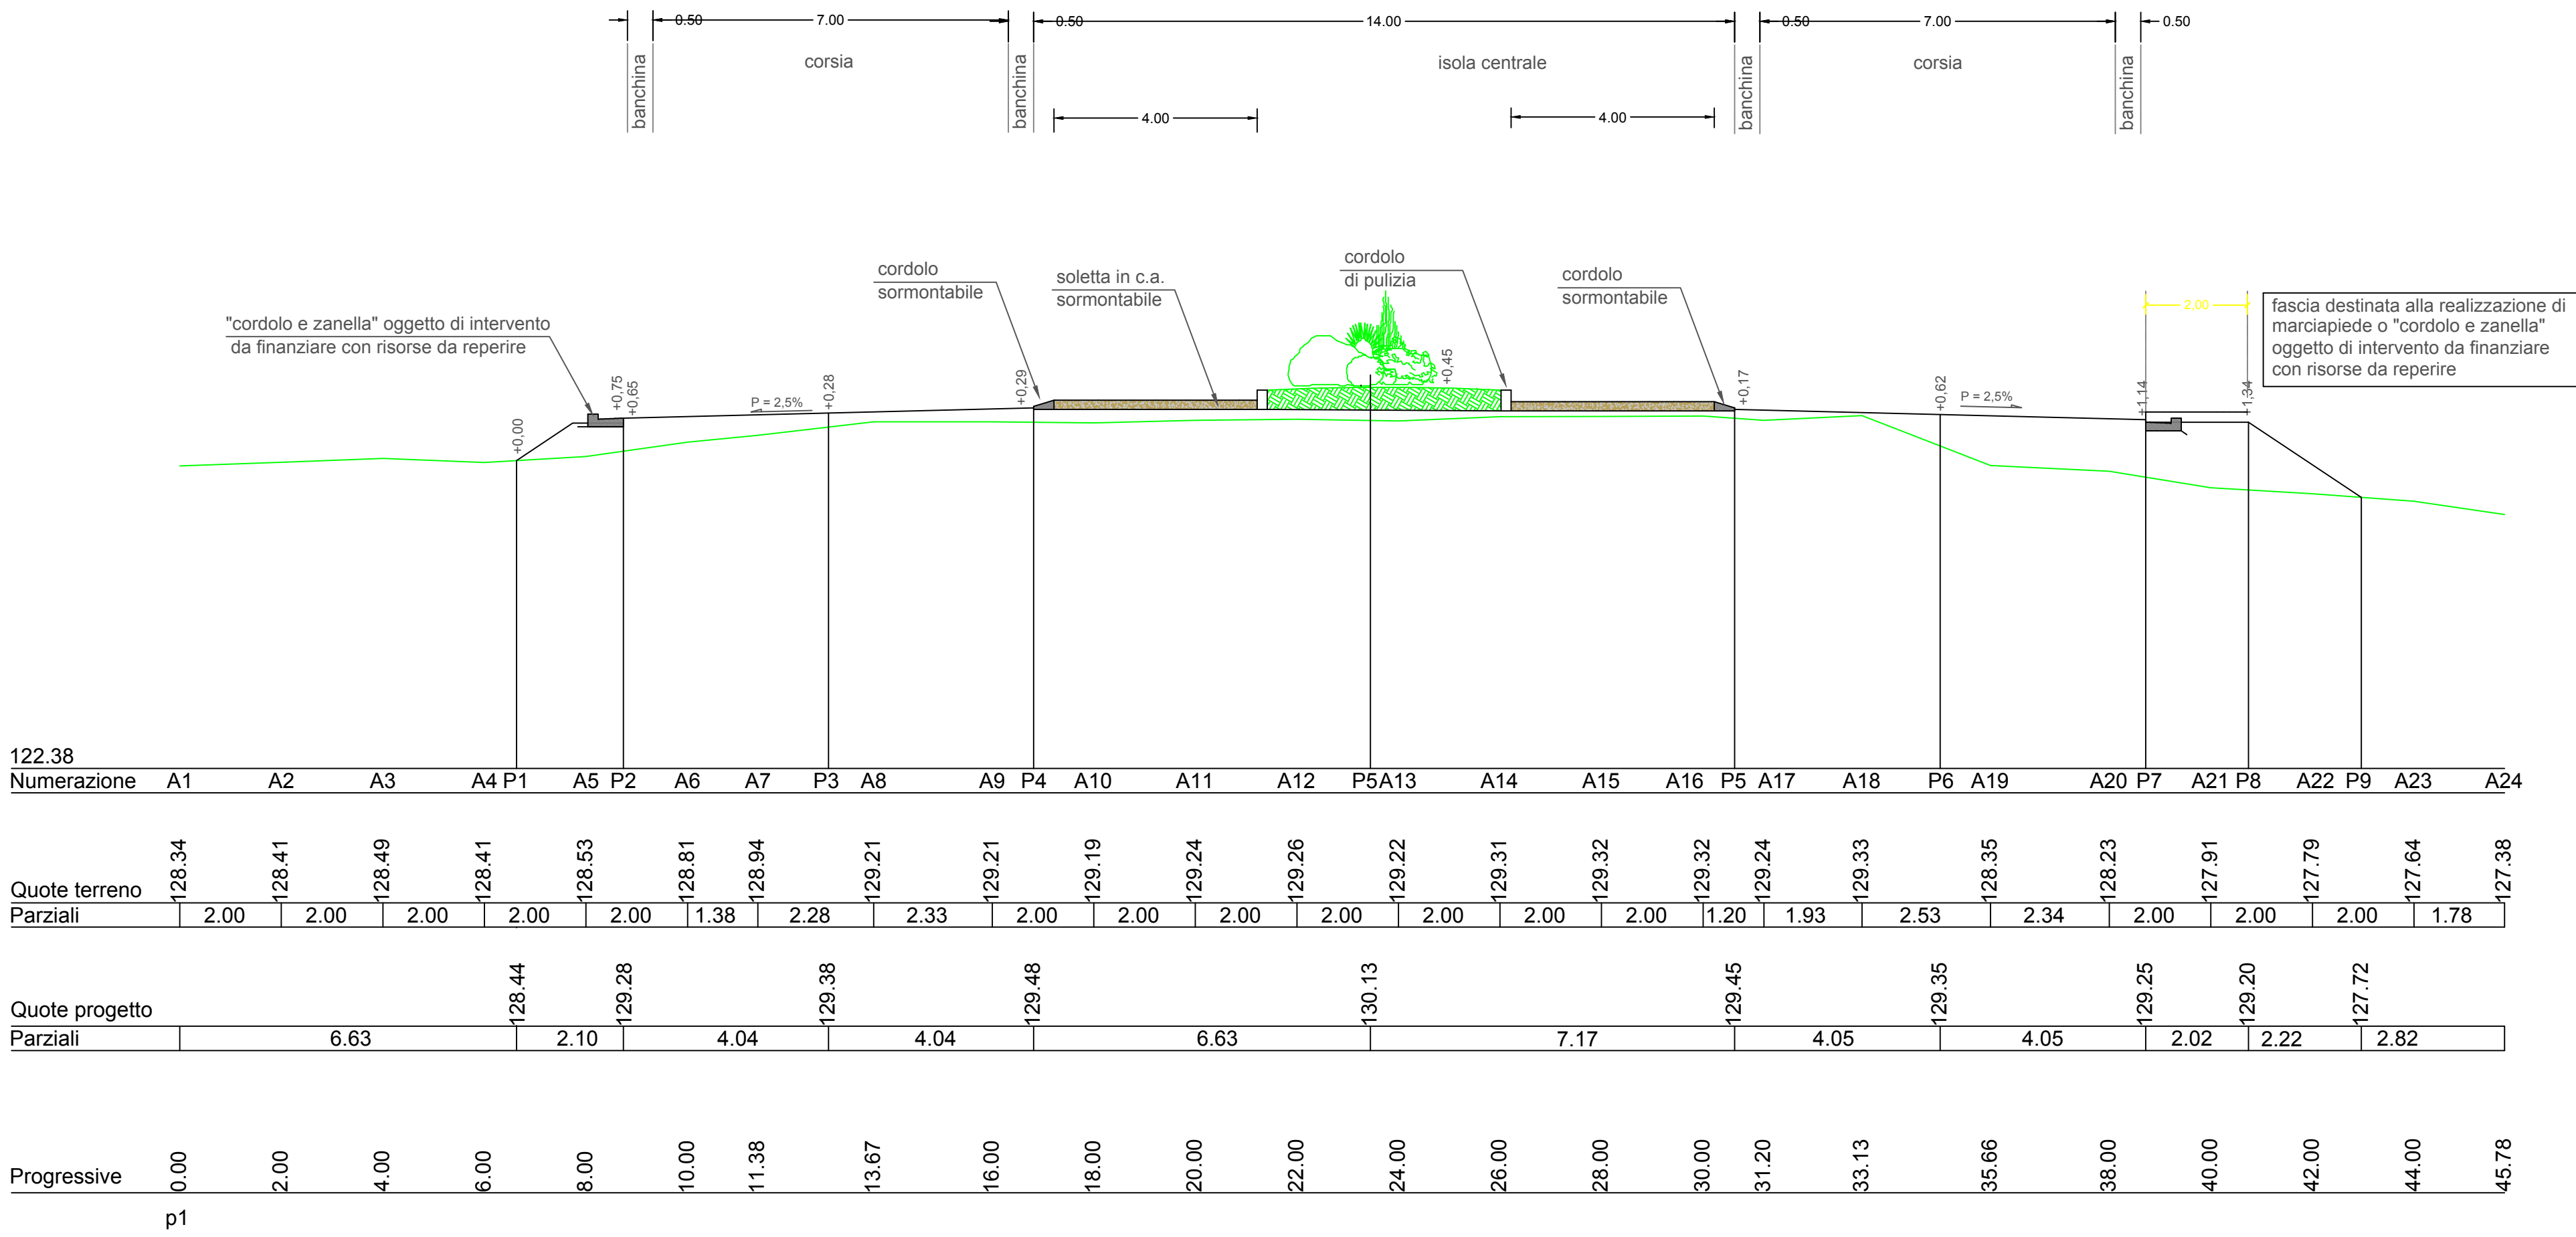 0.50 7.00 0.50 14.00 0.50 7.00 0.50
banchina corsia banchina isola centrale banchina corsia banchina
4.00 4.00
cordolo
sormontabile
soletta in c.a.
sormontabile
cordolo
di pulizia
cordolo
sormontabile
"cordolo e zanella" oggetto di intervento
da finanziare con risorse da reperire
2.00
fascia destinata alla realizzazione di
marciapiede o "cordolo e zanella"
oggetto di intervento da finanziare
con risorse da reperire
+0,00 +0,75 +0,65 P = 2,5% +0,28 +0,29 +0,45 +0,17 +0,62 P = 2,5% +1,14 +1,34
122.38
Numerazione A1 A2 A3 A4 P1 A5 P2 A6 A7 P3 A8 A9 P4 A10 A11 A12 P5 A13 A14 A15 A16 P5 A17 A18 P6 A19 A20 P7 A21 P8 A22 P9 A23 A24
Quote terreno 128.34 128.41 128.49 128.41 128.53 128.81 128.94 129.21 129.21 129.19 129.24 129.26 129.22 129.31 129.32 129.32 129.24 129.33 128.35 128.23 127.91 127.79 127.64 127.38
Parziali 2.00 2.00 2.00 2.00 2.00 1.38 2.28 2.33 2.00 2.00 2.00 2.00 2.00 2.00 2.00 1.20 1.93 2.53 2.34 2.00 2.00 2.00 1.78
Quote progetto 128.44 129.28 129.38 129.48 130.13 129.45 129.35 129.25 129.20 127.72
Parziali 6.63 2.10 4.04 4.04 6.63 7.17 4.05 4.05 2.02 2.22 2.82
Progressive 0.00 2.00 4.00 6.00 8.00 10.00 11.38 13.67 16.00 18.00 20.00 22.00 24.00 26.00 28.00 30.00 31.20 33.13 35.66 38.00 40.00 42.00 44.00 45.78
p1